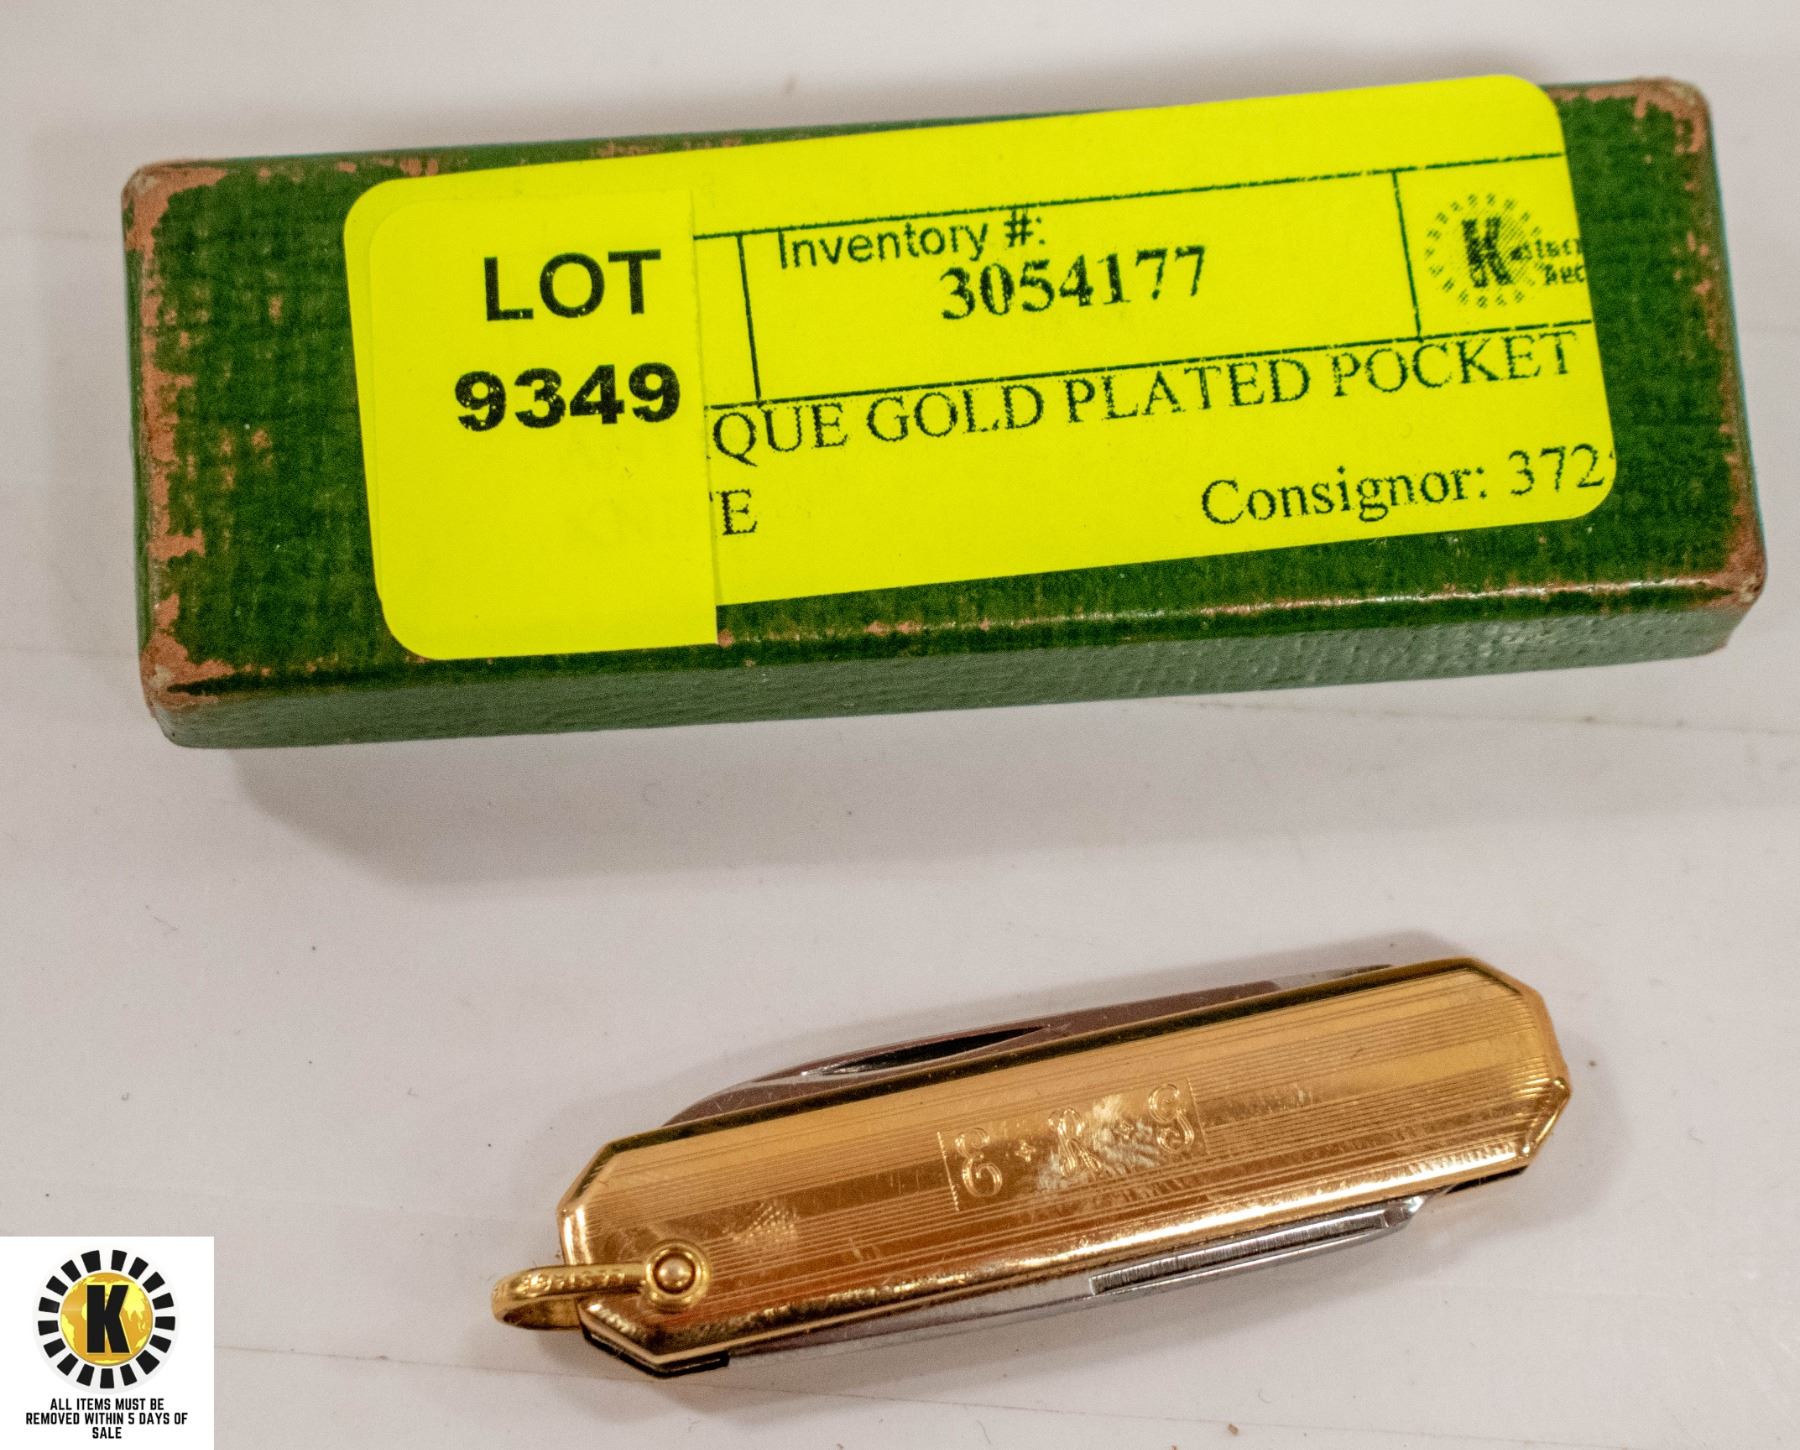 LOT
9349
Inventory #:
3054177
K
QUE GOLD PLATED POCKET
E
Consignor: 372
E R G
K
ALL ITEMS MUST BE
REMOVED WITHIN 5 DAYS OF
SALE